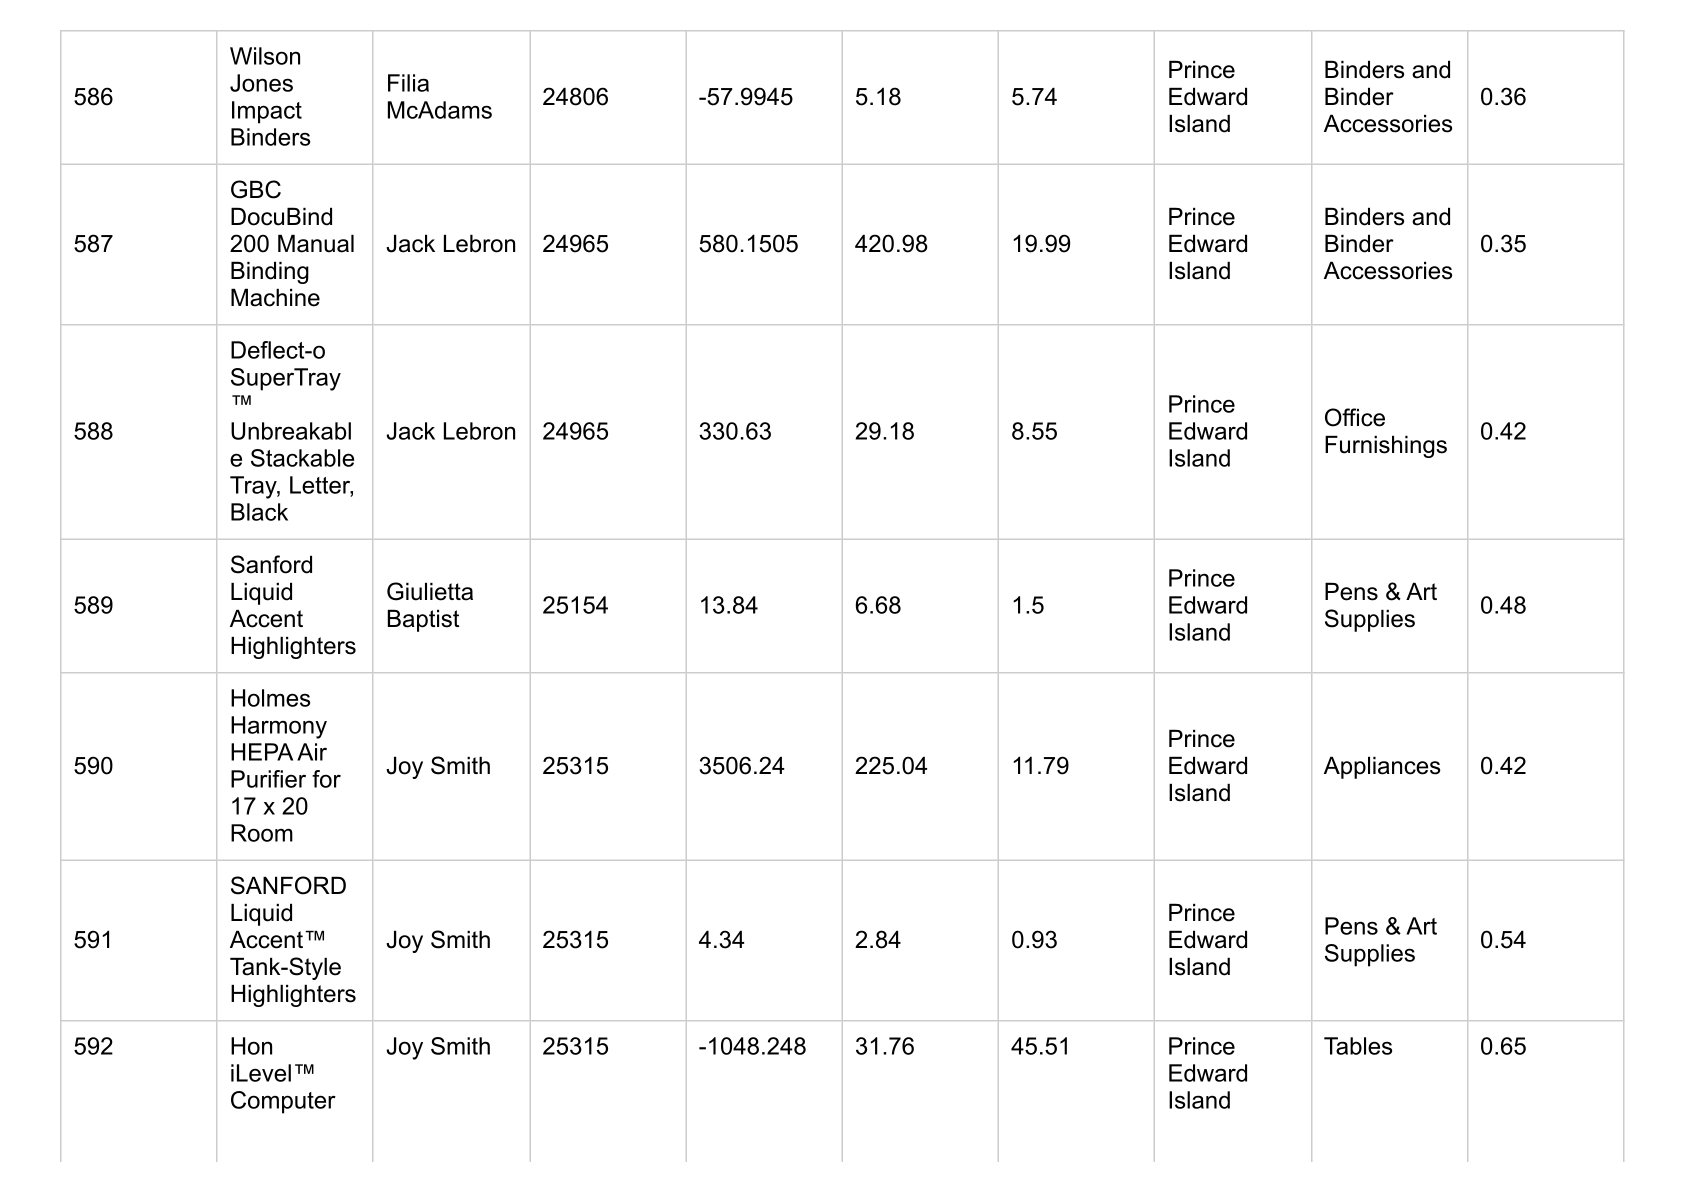 586
Wilson
Jones
Impact
Binders
Filia
McAdams
24806
-57.9945
5.18
5.74
Prince
Edward
Island
Binders and
Binder
Accessories
0.36
587
GBC
DocuBind
200 Manual
Binding
Machine
Jack Lebron
24965
580.1505
420.98
19.99
Prince
Edward
Island
Binders and
Binder
Accessories
0.35
588
Deflect-o
SuperTray
™
Unbreakabl
e Stackable
Tray, Letter,
Black
Jack Lebron
24965
330.63
29.18
8.55
Prince
Edward
Island
Office
Furnishings
0.42
589
Sanford
Liquid
Accent
Highlighters
Giulietta
Baptist
25154
13.84
6.68
1.5
Prince
Edward
Island
Pens & Art
Supplies
0.48
590
Holmes
Harmony
HEPA Air
Purifier for
17 x 20
Room
Joy Smith
25315
3506.24
225.04
11.79
Prince
Edward
Island
Appliances
0.42
591
SANFORD
Liquid
Accent™
Tank-Style
Highlighters
Joy Smith
25315
4.34
2.84
0.93
Prince
Edward
Island
Pens & Art
Supplies
0.54
592
Hon
iLevel™
Computer
Joy Smith
25315
-1048.248
31.76
45.51
Prince
Edward
Island
Tables
0.65